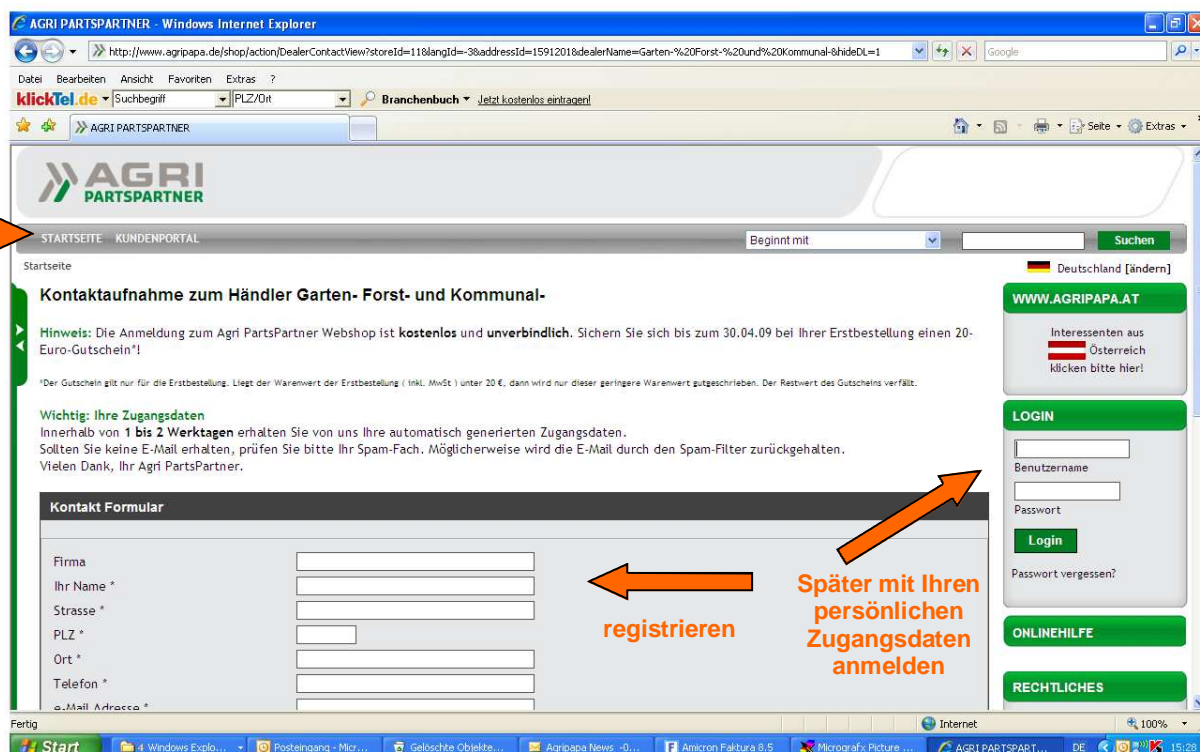 AGRI PARTSPARTNER - Windows Internet Explorer
http://www.agripapa.de/shop/action/DealerContactView?storeId=11&langId=-3&addressId=1591201&dealerName=Garten-%20Forst-%20und%20Kommunal-&hideDL=1
Google
Datei Bearbeiten Ansicht Favoriten Extras ?
klickTel.de Suchbegriff PLZ/Ort Branchenbuch Jetzt kostenlos eintragen!
AGRI PARTSPARTNER
Seite Extras
AGRI
PARTSPARTNER
STARTSEITE KUNDENPORTAL
Beginnt mit
Suchen
Startseite
Deutschland [ändern]
Kontaktaufnahme zum Händler Garten- Forst- und Kommunal-
Hinweis: Die Anmeldung zum Agri PartsPartner Webshop ist kostenlos und unverbindlich. Sichern Sie sich bis zum 30.04.09 bei Ihrer Erstbestellung einen 20-
Euro-Gutschein*!
*Der Gutschein gilt nur für die Erstbestellung. Liegt der Warenwert der Erstbestellung ( inkl. MwSt ) unter 20 €, dann wird nur dieser geringere Warenwert gutgeschrieben. Der Restwert des Gutscheins verfällt.
Wichtig: Ihre Zugangsdaten
Innerhalb von 1 bis 2 Werktagen erhalten Sie von uns Ihre automatisch generierten Zugangsdaten.
Sollten Sie keine E-Mail erhalten, prüfen Sie bitte Ihr Spam-Fach. Möglicherweise wird die E-Mail durch den Spam-Filter zurückgehalten.
Vielen Dank, Ihr Agri PartsPartner.
Kontakt Formular
Firma
Ihr Name *
Strasse *
PLZ *
Ort *
Telefon *
e-Mail Adresse *
registrieren
Später mit Ihren
persönlichen
Zugangsdaten
anmelden
WWW.AGRIPAPA.AT
Interessenten aus
Österreich
klicken bitte hier!
LOGIN
Benutzername
Passwort
Login
Passwort vergessen?
ONLINEHILFE
RECHTLICHES
Fertig
Internet
100%
Start
4 Windows Explo...
Posteingang - Micr...
Gelöschte Objekte...
Agripapa News -0...
Amicron Faktura 8.5
Micrografx Picture ...
AGRI PARTSPART...
DE
15:28